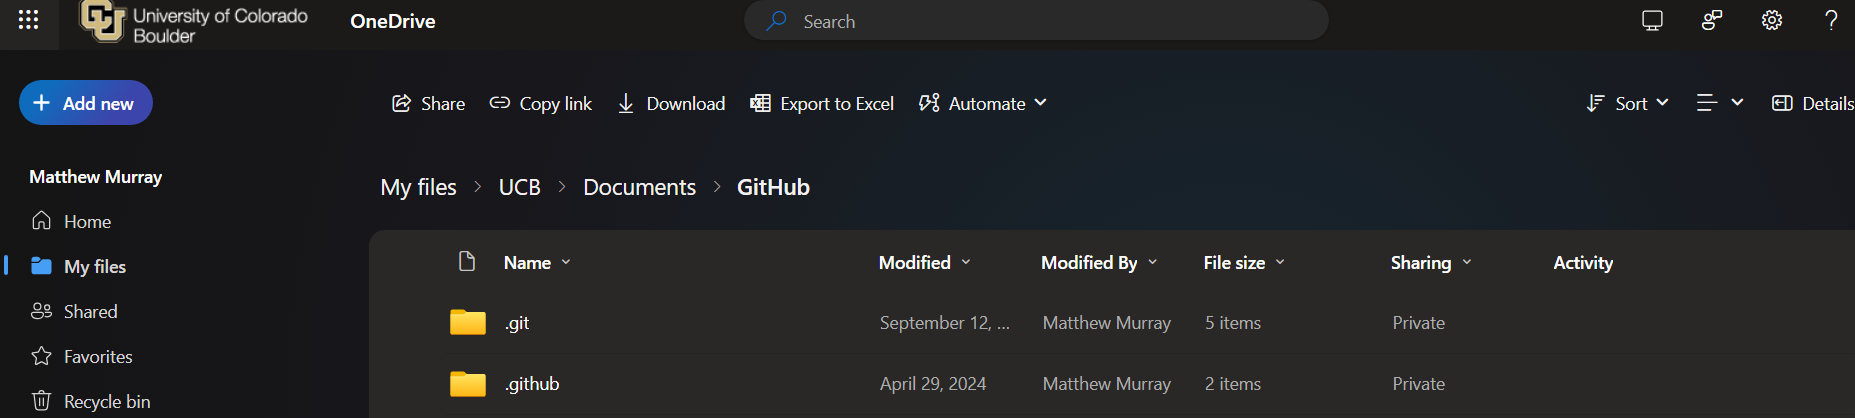 University of Colorado
Boulder
OneDrive
Search
Add new
Share
Copy link
Download
Export to Excel
Automate
Sort
Details
Matthew Murray
Home
My files
Shared
Favorites
Recycle bin
My files > UCB > Documents > GitHub
Name Modified Modified By File size Sharing Activity
.git September 12, ... Matthew Murray 5 items Private
.github April 29, 2024 Matthew Murray 2 items Private